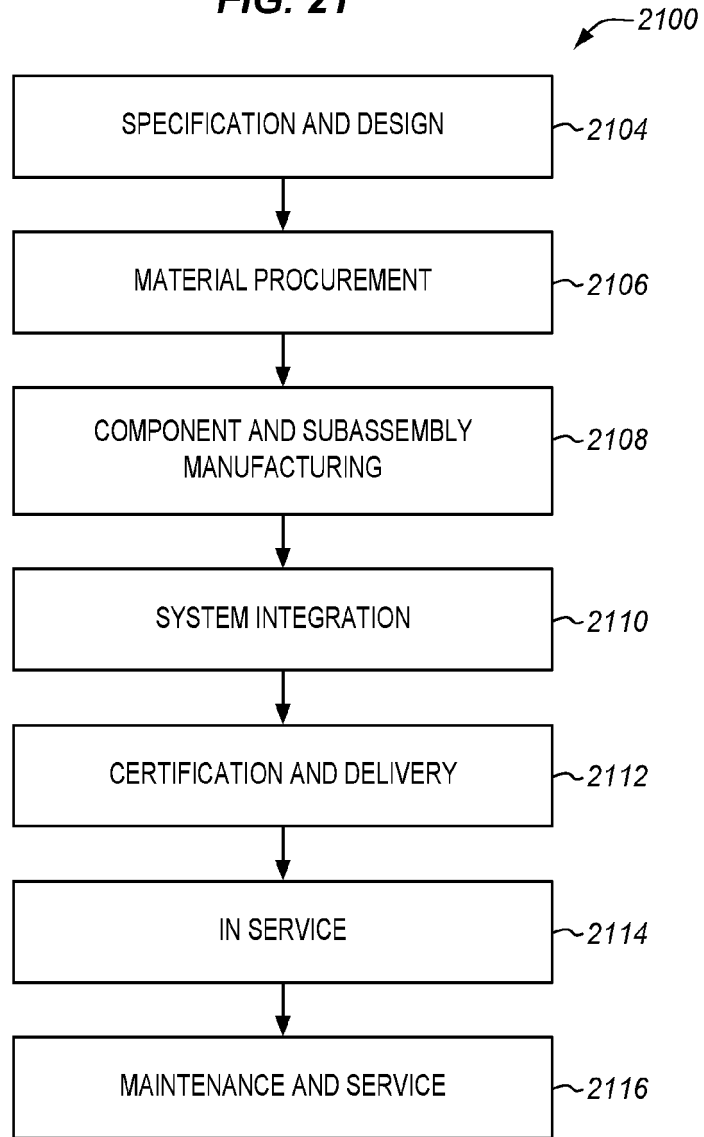 FIG. 21
2100
SPECIFICATION AND DESIGN
2104
MATERIAL PROCUREMENT
2106
COMPONENT AND SUBASSEMBLY
MANUFACTURING
2108
SYSTEM INTEGRATION
2110
CERTIFICATION AND DELIVERY
2112
IN SERVICE
2114
MAINTENANCE AND SERVICE
2116